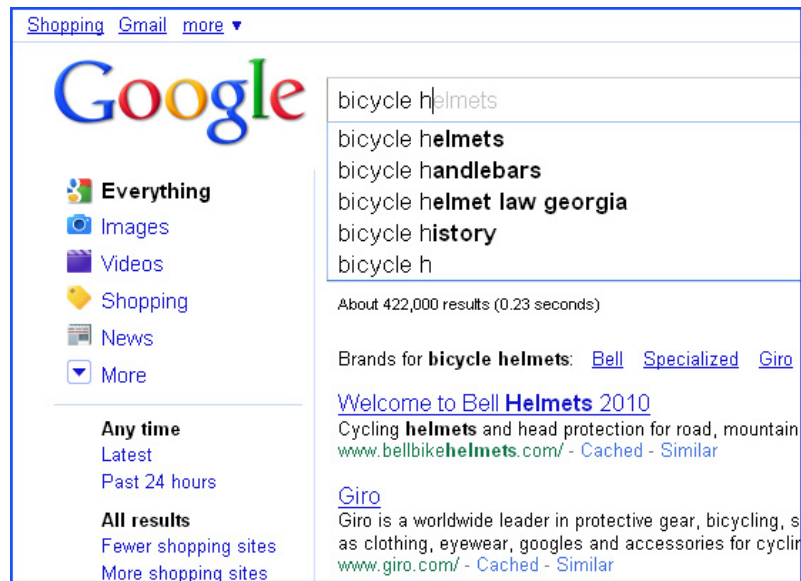 Shopping Gmail more ▼
Google
bicycle helmets
bicycle helmets
bicycle handlebars
bicycle helmet law georgia
bicycle history
bicycle h
Everything
Images
Videos
Shopping
News
More
Any time
Latest
Past 24 hours
All results
Fewer shopping sites
More shopping sites
About 422,000 results (0.23 seconds)
Brands for bicycle helmets: Bell Specialized Giro
Welcome to Bell Helmets 2010
Cycling helmets and head protection for road, mountain
www.bellbikehelmets.com/ - Cached - Similar
Giro
Giro is a worldwide leader in protective gear, bicycling, s
as clothing, eyewear, googles and accessories for cyclin
www.giro.com/ - Cached - Similar